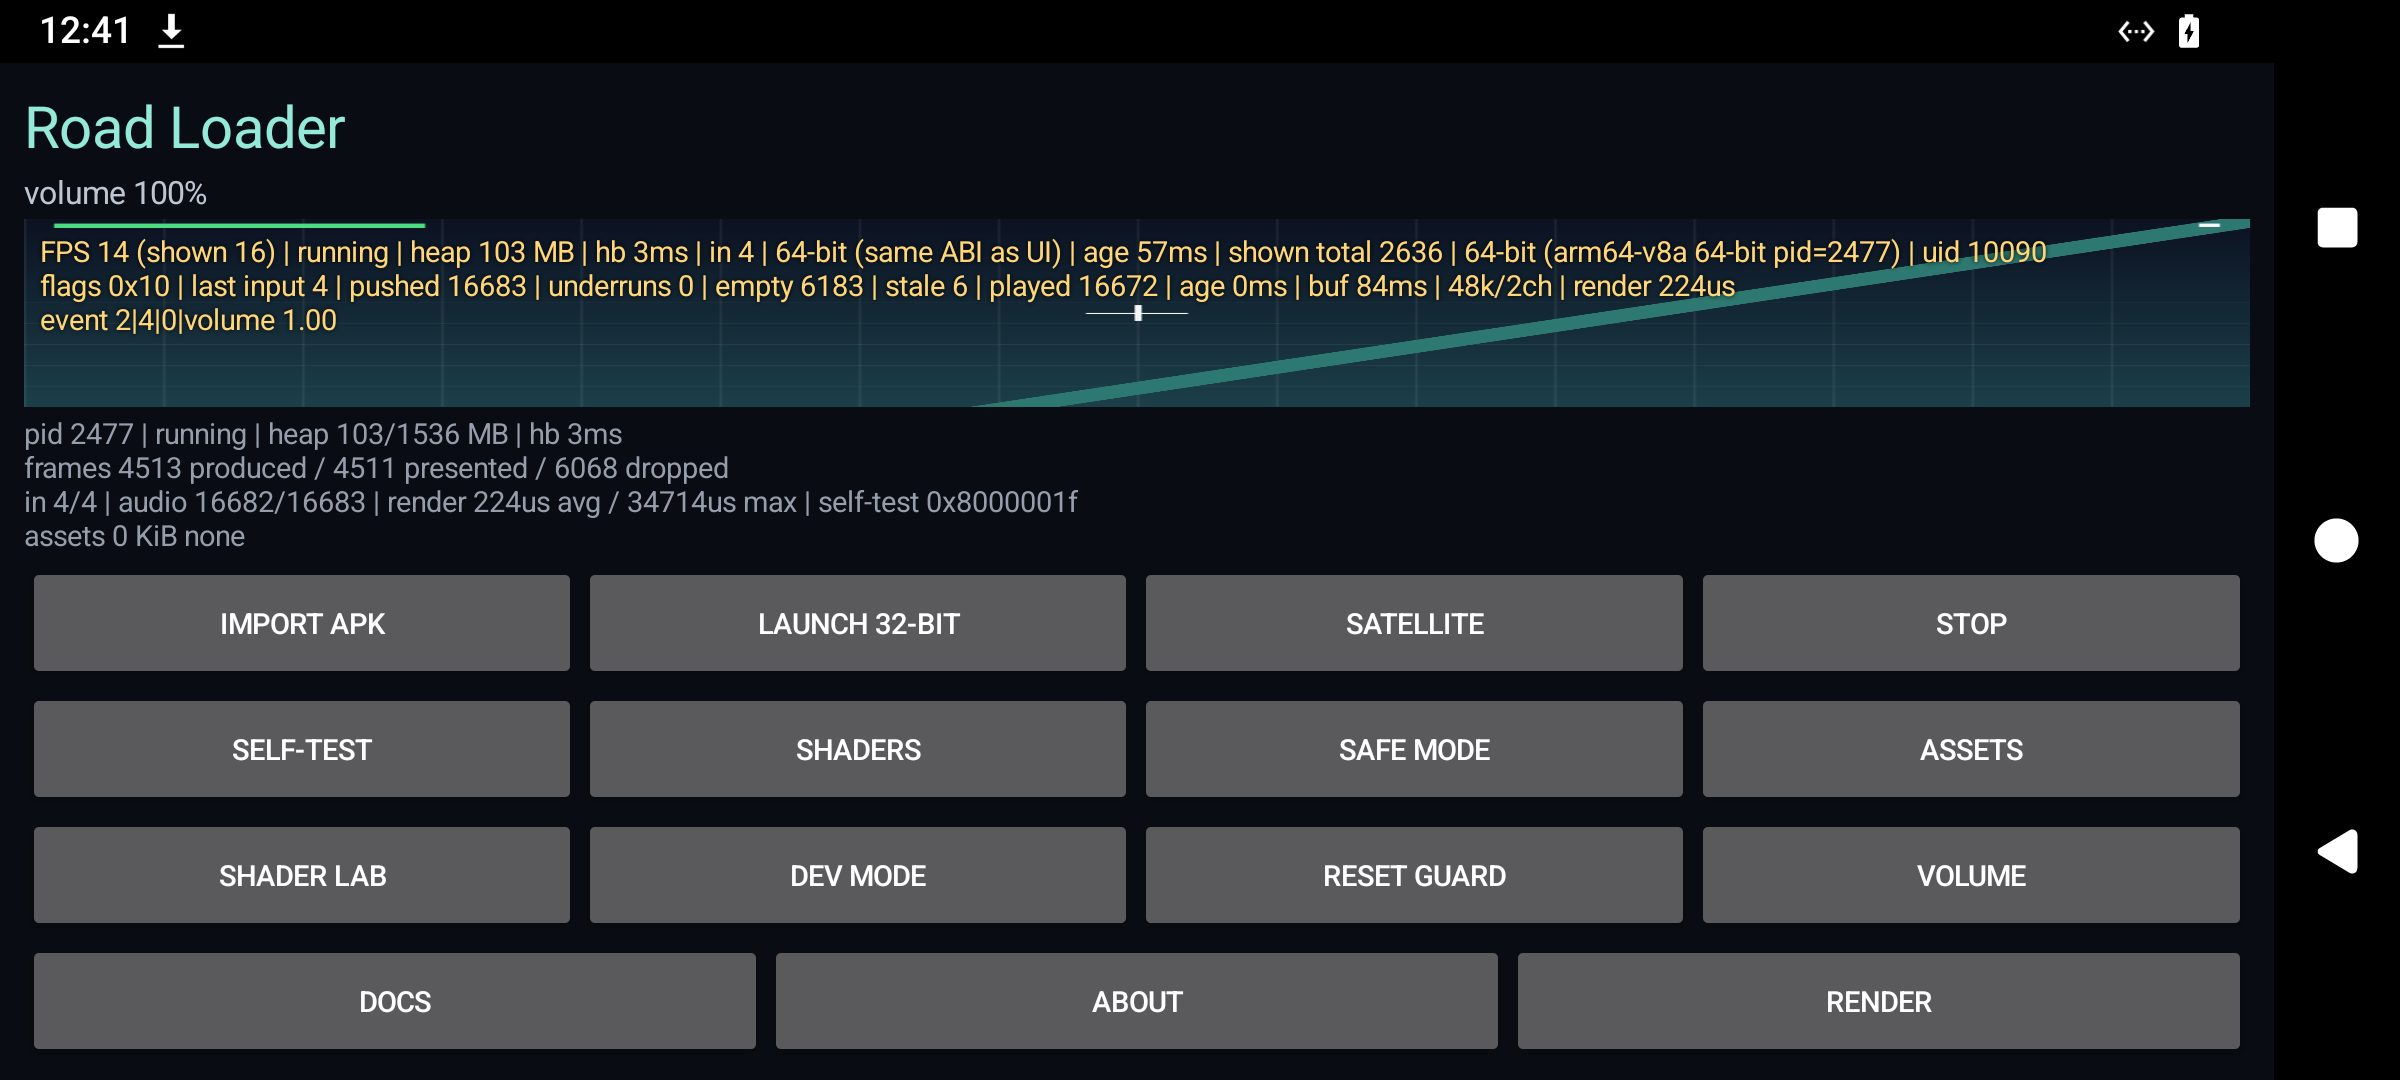 12:41
Road Loader
volume 100%
FPS 14 (shown 16) | running | heap 103 MB | hb 3ms | in 4 | 64-bit (same ABI as UI) | age 57ms | shown total 2636 | 64-bit (arm64-v8a 64-bit pid=2477) | uid 10090
flags 0x10 | last input 4 | pushed 16683 | underruns 0 | empty 6183 | stale 6 | played 16672 | age 0ms | buf 84ms | 48k/2ch | render 224us
event 2|4|0|volume 1.00
pid 2477 | running | heap 103/1536 MB | hb 3ms
frames 4513 produced / 4511 presented / 6068 dropped
in 4/4 | audio 16682/16683 | render 224us avg / 34714us max | self-test 0x8000001f
assets 0 KiB none
IMPORT APK
LAUNCH 32-BIT
SATELLITE
STOP
SELF-TEST
SHADERS
SAFE MODE
ASSETS
SHADER LAB
DEV MODE
RESET GUARD
VOLUME
DOCS
ABOUT
RENDER